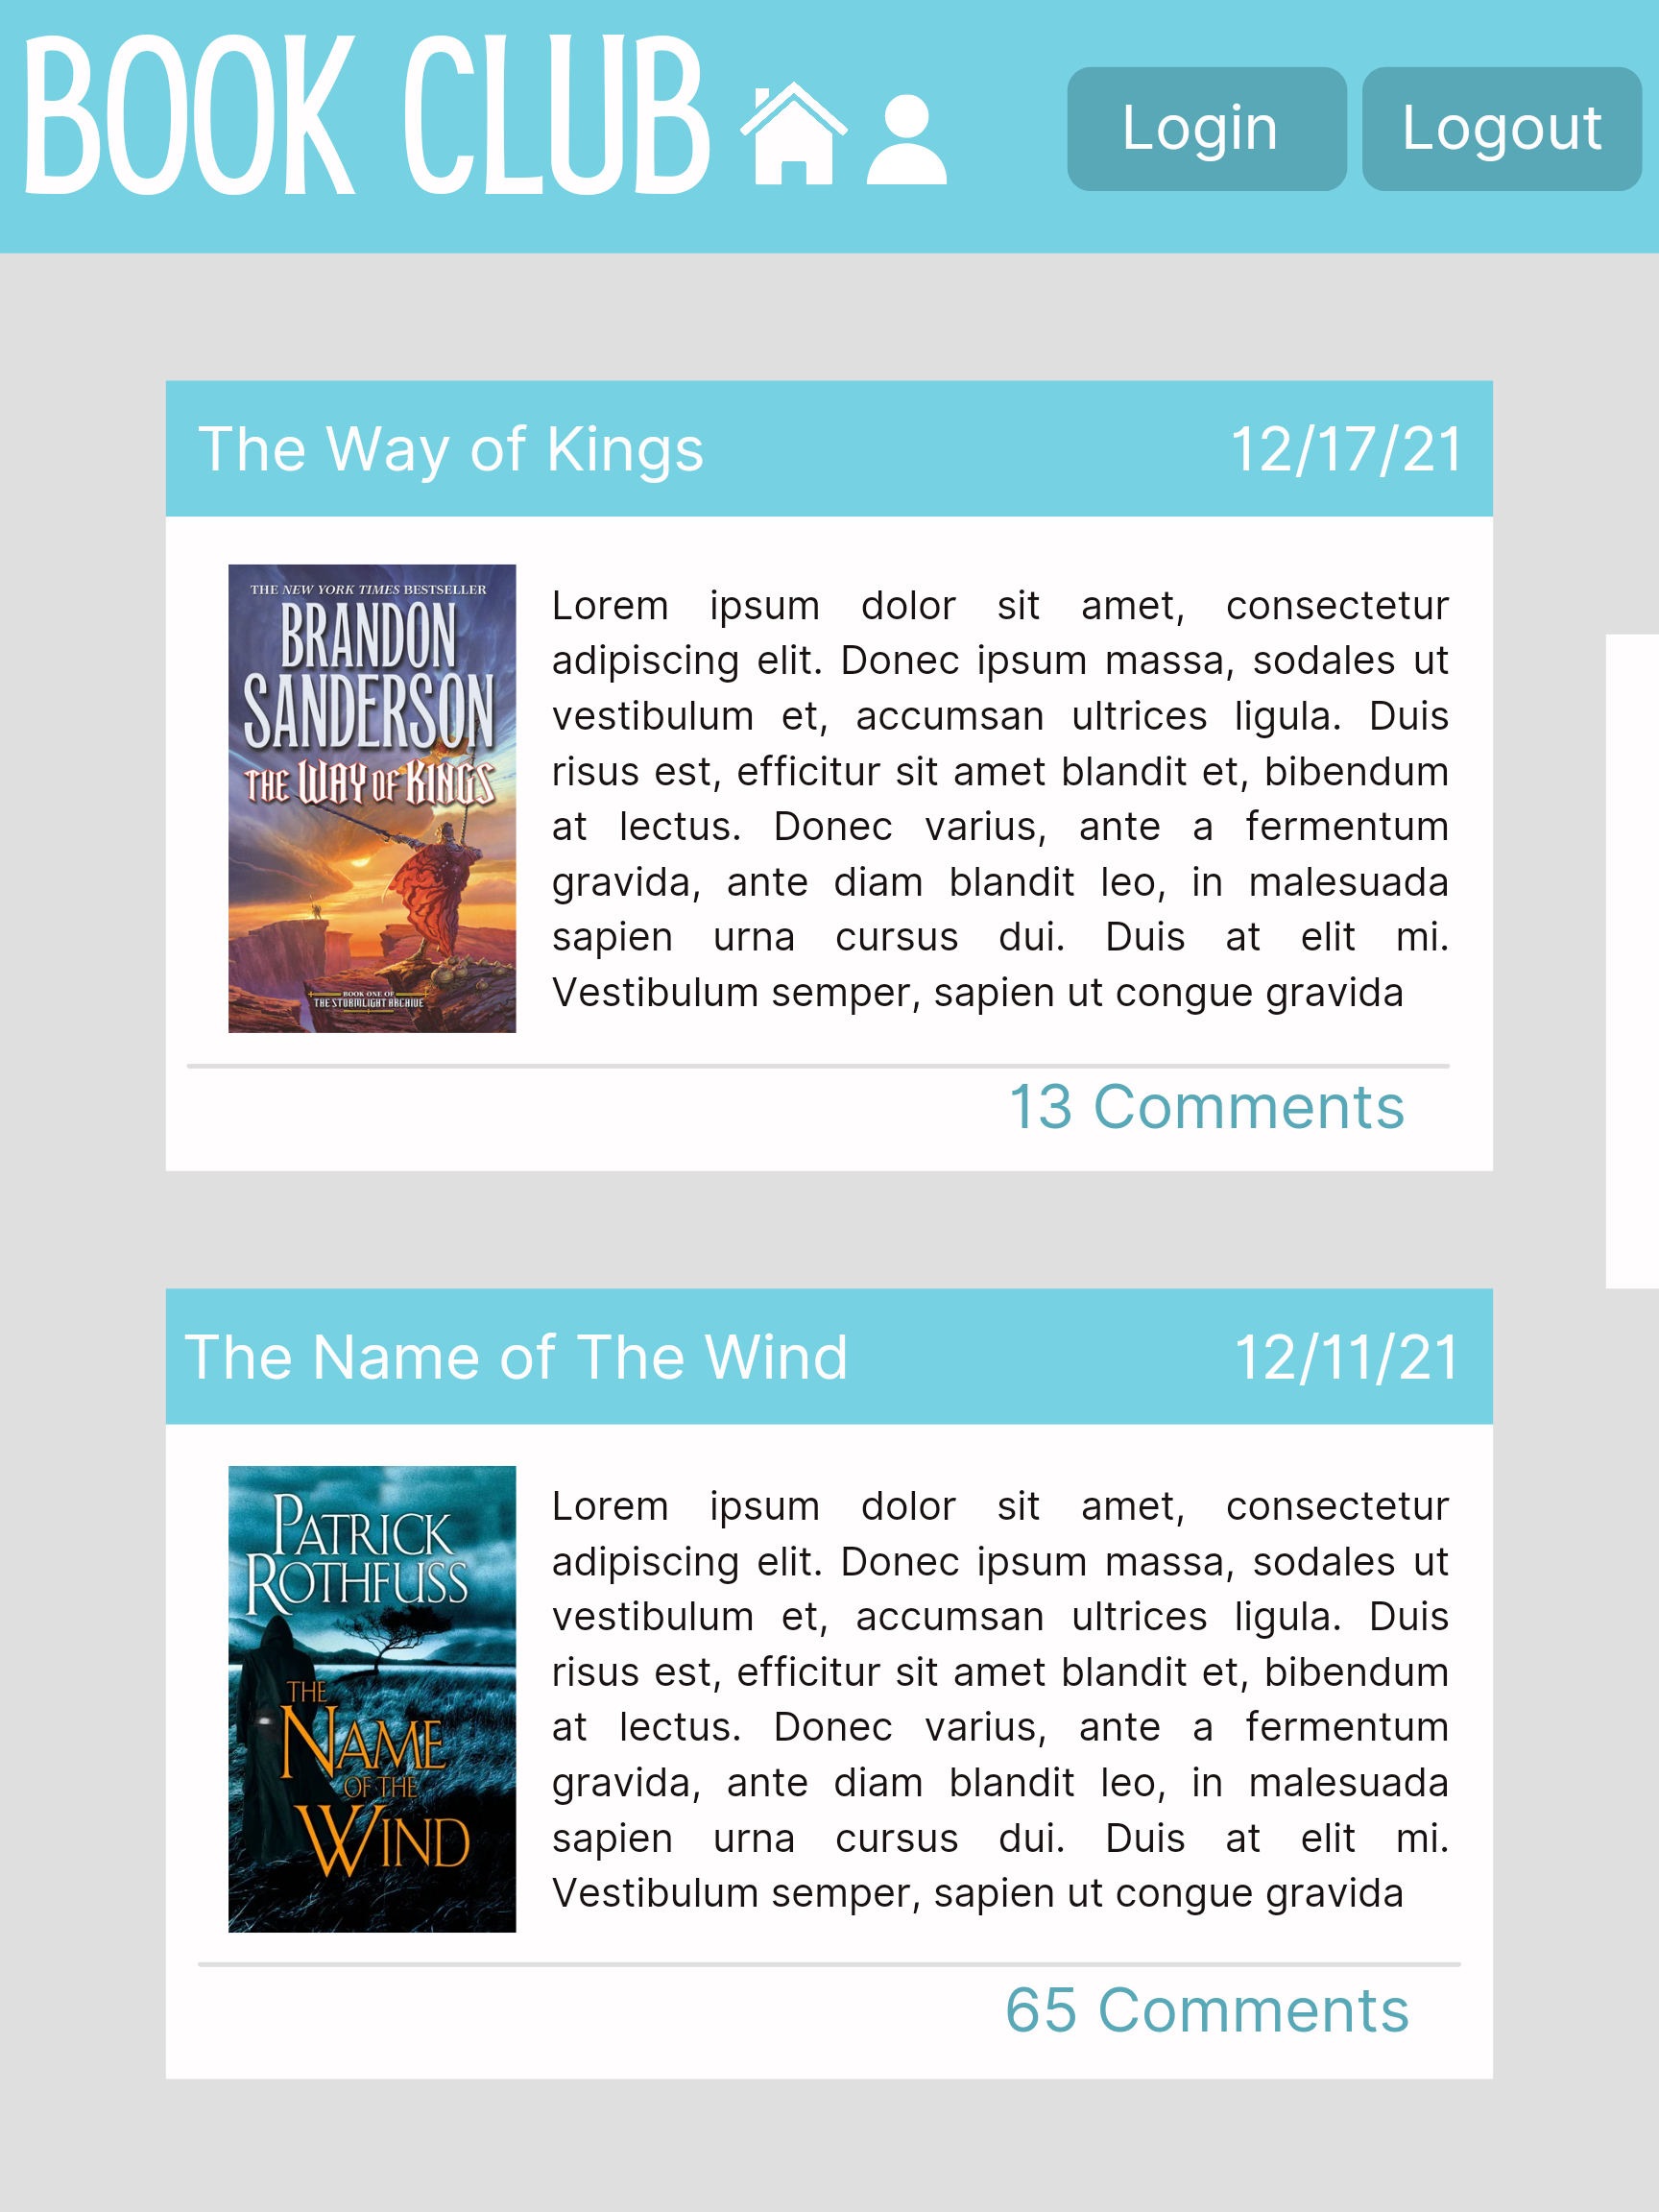 BOOK CLUB
Login
Logout
The Way of Kings
12/17/21
THE NEW YORK TIMES BESTSELLER
BRANDON
SANDERSON
THE WAY OF KINGS
BOOK ONE OF
THE STORMLIGHT ARCHIVE
Lorem ipsum dolor sit amet, consectetur
adipiscing elit. Donec ipsum massa, sodales ut
vestibulum et, accumsan ultrices ligula. Duis
risus est, efficitur sit amet blandit et, bibendum
at lectus. Donec varius, ante a fermentum
gravida, ante diam blandit leo, in malesuada
sapien urna cursus dui. Duis at elit mi.
Vestibulum semper, sapien ut congue gravida
13 Comments
The Name of The Wind
12/11/21
PATRICK
ROTHFUSS
THE
NAME
OF THE
WIND
Lorem ipsum dolor sit amet, consectetur
adipiscing elit. Donec ipsum massa, sodales ut
vestibulum et, accumsan ultrices ligula. Duis
risus est, efficitur sit amet blandit et, bibendum
at lectus. Donec varius, ante a fermentum
gravida, ante diam blandit leo, in malesuada
sapien urna cursus dui. Duis at elit mi.
Vestibulum semper, sapien ut congue gravida
65 Comments